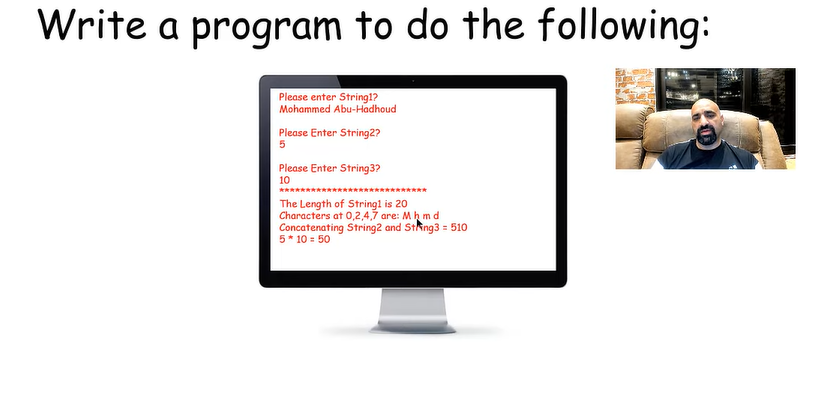 Write a program to do the following:
Please enter String1?
Mohammed Abu-Hadhoud
Please Enter String2?
5
Please Enter String3?
10
****************************
The Length of String1 is 20
Characters at 0,2,4,7 are: M h m d
Concatenating String2 and String3 = 510
5 * 10 = 50